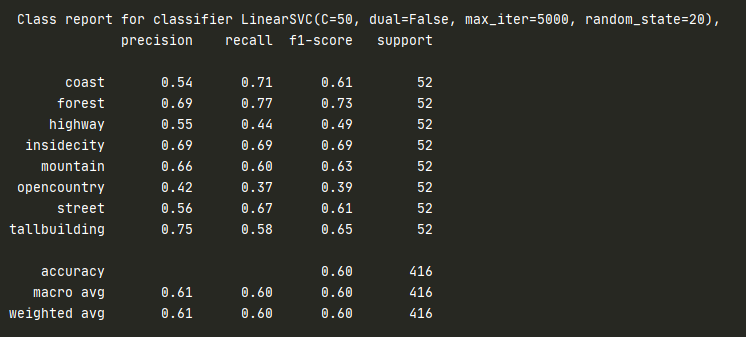 Class report for classifier LinearSVC(C=50, dual=False, max_iter=5000, random_state=20),
precision recall f1-score support
coast 0.54 0.71 0.61 52
forest 0.69 0.77 0.73 52
highway 0.55 0.44 0.49 52
insidecity 0.69 0.69 0.69 52
mountain 0.66 0.60 0.63 52
opencountry 0.42 0.37 0.39 52
street 0.56 0.67 0.61 52
tallbuilding 0.75 0.58 0.65 52
accuracy 0.60 416
macro avg 0.61 0.60 0.60 416
weighted avg 0.61 0.60 0.60 416